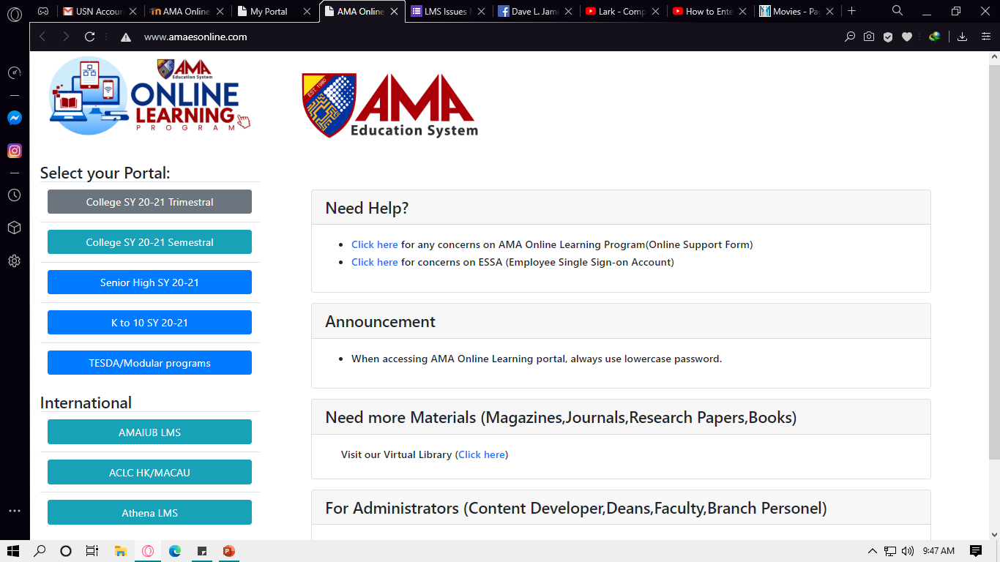 USN Accoun
AMA Online
My Portal
AMA Online
LMS Issues
Dave L. Jam
Lark - Comp
How to Ente
Movies - Pa
www.amaesonline.com
AMA
Education System
ONLINE
LEARNING
PROGRAM
EST 1980
AMA
Education System
Select your Portal:
College SY 20-21 Trimestral
College SY 20-21 Semestral
Senior High SY 20-21
K to 10 SY 20-21
TESDA/Modular programs
International
AMAIUB LMS
ACLC HK/MACAU
Athena LMS
Need Help?
Click here for any concerns on AMA Online Learning Program(Online Support Form)
Click here for concerns on ESSA (Employee Single Sign-on Account)
Announcement
When accessing AMA Online Learning portal, always use lowercase password.
Need more Materials (Magazines,Journals,Research Papers,Books)
Visit our Virtual Library (Click here)
For Administrators (Content Developer,Deans,Faculty,Branch Personel)
9:47 AM